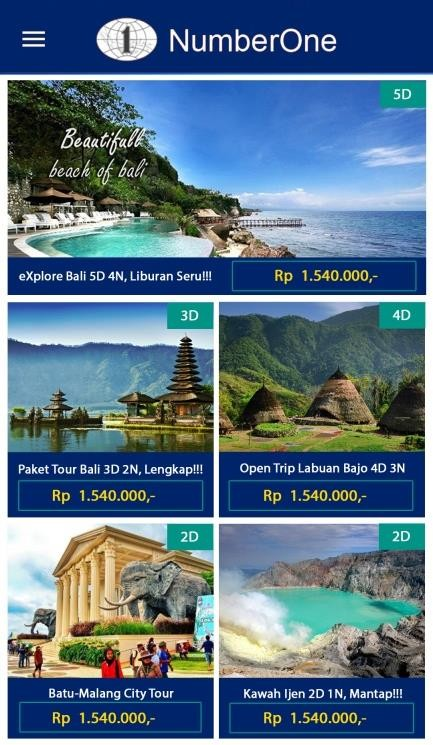 1 NumberOne
5D
Beautifull
beach of bali
eXplore Bali 5D 4N, Liburan Seru!!! Rp 1.540.000,-
3D
4D
Paket Tour Bali 3D 2N, Lengkap!!!
Rp 1.540.000,-
Open Trip Labuan Bajo 4D 3N
Rp 1.540.000,-
2D
2D
Batu-Malang City Tour
Rp 1.540.000,-
Kawah Ijen 2D 1N, Mantap!!!
Rp 1.540.000,-